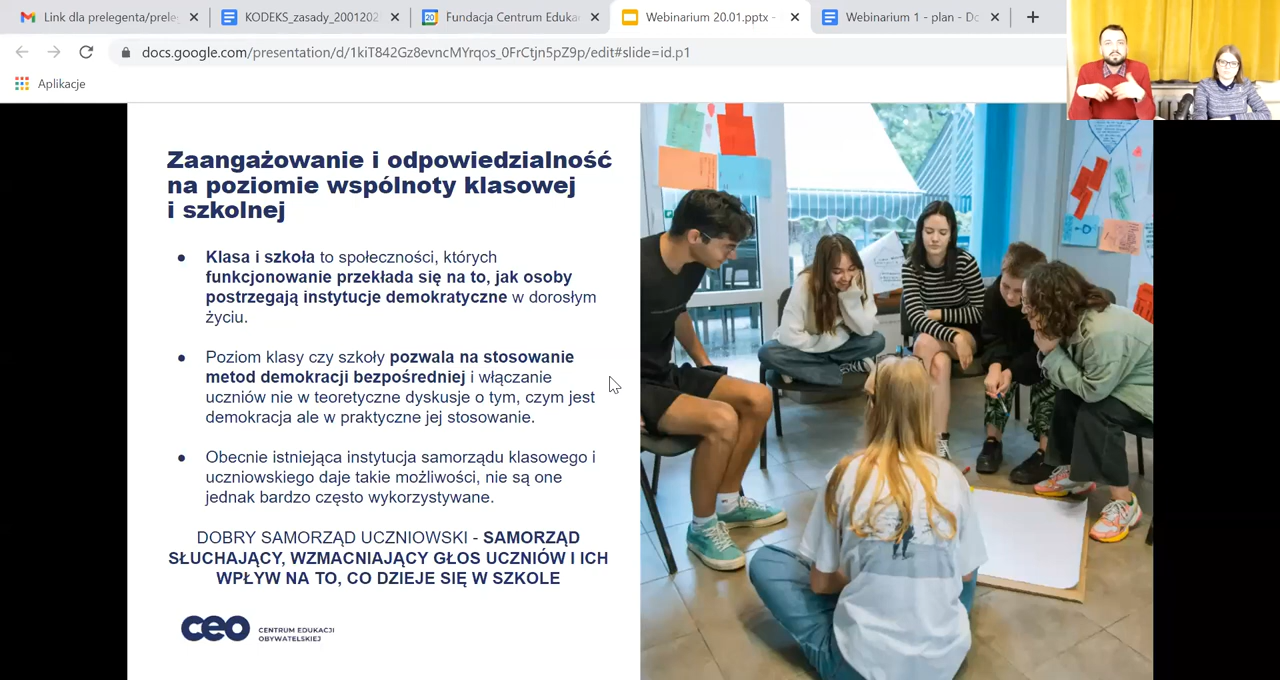 Link dla prelegenta/prele
KODEKS_zasady_2001202
20
Fundacja Centrum Eduka
Webinarium 20.01.pptx -
Webinarium 1 - plan - Do
docs.google.com/presentation/d/1kiT842Gz8evncMYrqos_0FrCtjn5pZ9p/edit#slide=id.p1
Aplikacje
Zaangażowanie i odpowiedzialność
na poziomie wspólnoty klasowej
i szkolnej
● Klasa i szkoła to społeczności, których
funkcjonowanie przekłada się na to, jak osoby
postrzegają instytucje demokratyczne w dorosłym
życiu.
● Poziom klasy czy szkoły pozwala na stosowanie
metod demokracji bezpośredniej i włączanie
uczniów nie w teoretyczne dyskusje o tym, czym jest
demokracja ale w praktyczne jej stosowanie.
● Obecnie istniejąca instytucja samorządu klasowego i
uczniowskiego daje takie możliwości, nie są one
jednak bardzo często wykorzystywane.
DOBRY SAMORZĄD UCZNIOWSKI - SAMORZĄD
SŁUCHAJĄCY, WZMACNIAJĄCY GŁOS UCZNIÓW I ICH
WPŁYW NA TO, CO DZIEJE SIĘ W SZKOLE
ceo
CENTRUM EDUKACJI
OBYWATELSKIEJ